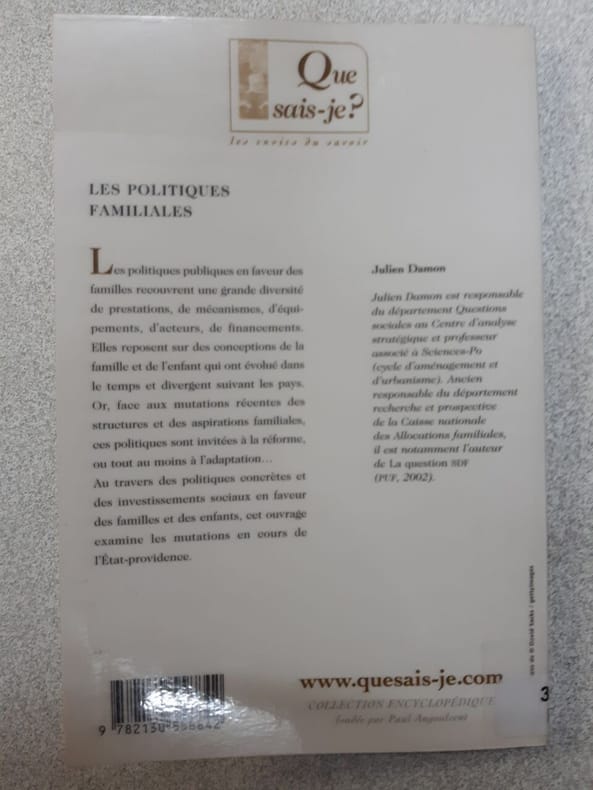 Que
sais-je?
les envies du savoir
LES POLITIQUES
FAMILIALES
Les politiques publiques en faveur des
familles recouvrent une grande diversité
de prestations, de mécanismes, d'équi-
pements, d'acteurs, de financements.
Elles reposent sur des conceptions de la
famille et de l'enfant qui ont évolué dans
le temps et divergent suivant les pays.
Or, face aux mutations récentes des
structures et des aspirations familiales,
ces politiques sont invitées à la réforme,
ou tout au moins à l'adaptation...
Au travers des politiques concrètes et
des investissements sociaux en faveur
des familles et des enfants, cet ouvrage
examine les mutations en cours de
l'État-providence.
Julien Damon
Julien Damon est responsable
du département Questions
sociales au Centre d'analyse
stratégique et professeur
associé à Sciences-Po
(cycle d'aménagement et
d'urbanisme). Ancien
responsable du département
recherche et prospective
de la Caisse nationale
des Allocations familiales,
il est notamment l'auteur
de La question SDF
(PUF, 2002).
© David Sacks / gettyimages
www.quesais-je.com
COLLECTION ENCYCLOPÉDIQUE
fondée par Paul Angoulvent
3
9 782130